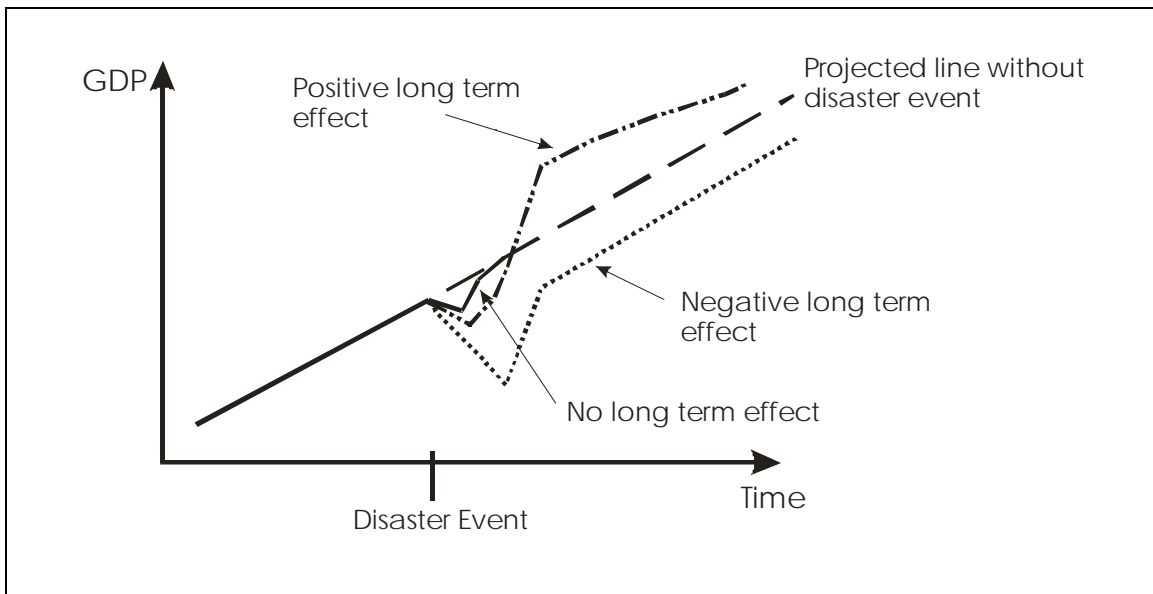 GDP
Positive long term
effect
Projected line without
disaster event
Negative long term
effect
No long term effect
Time
Disaster Event